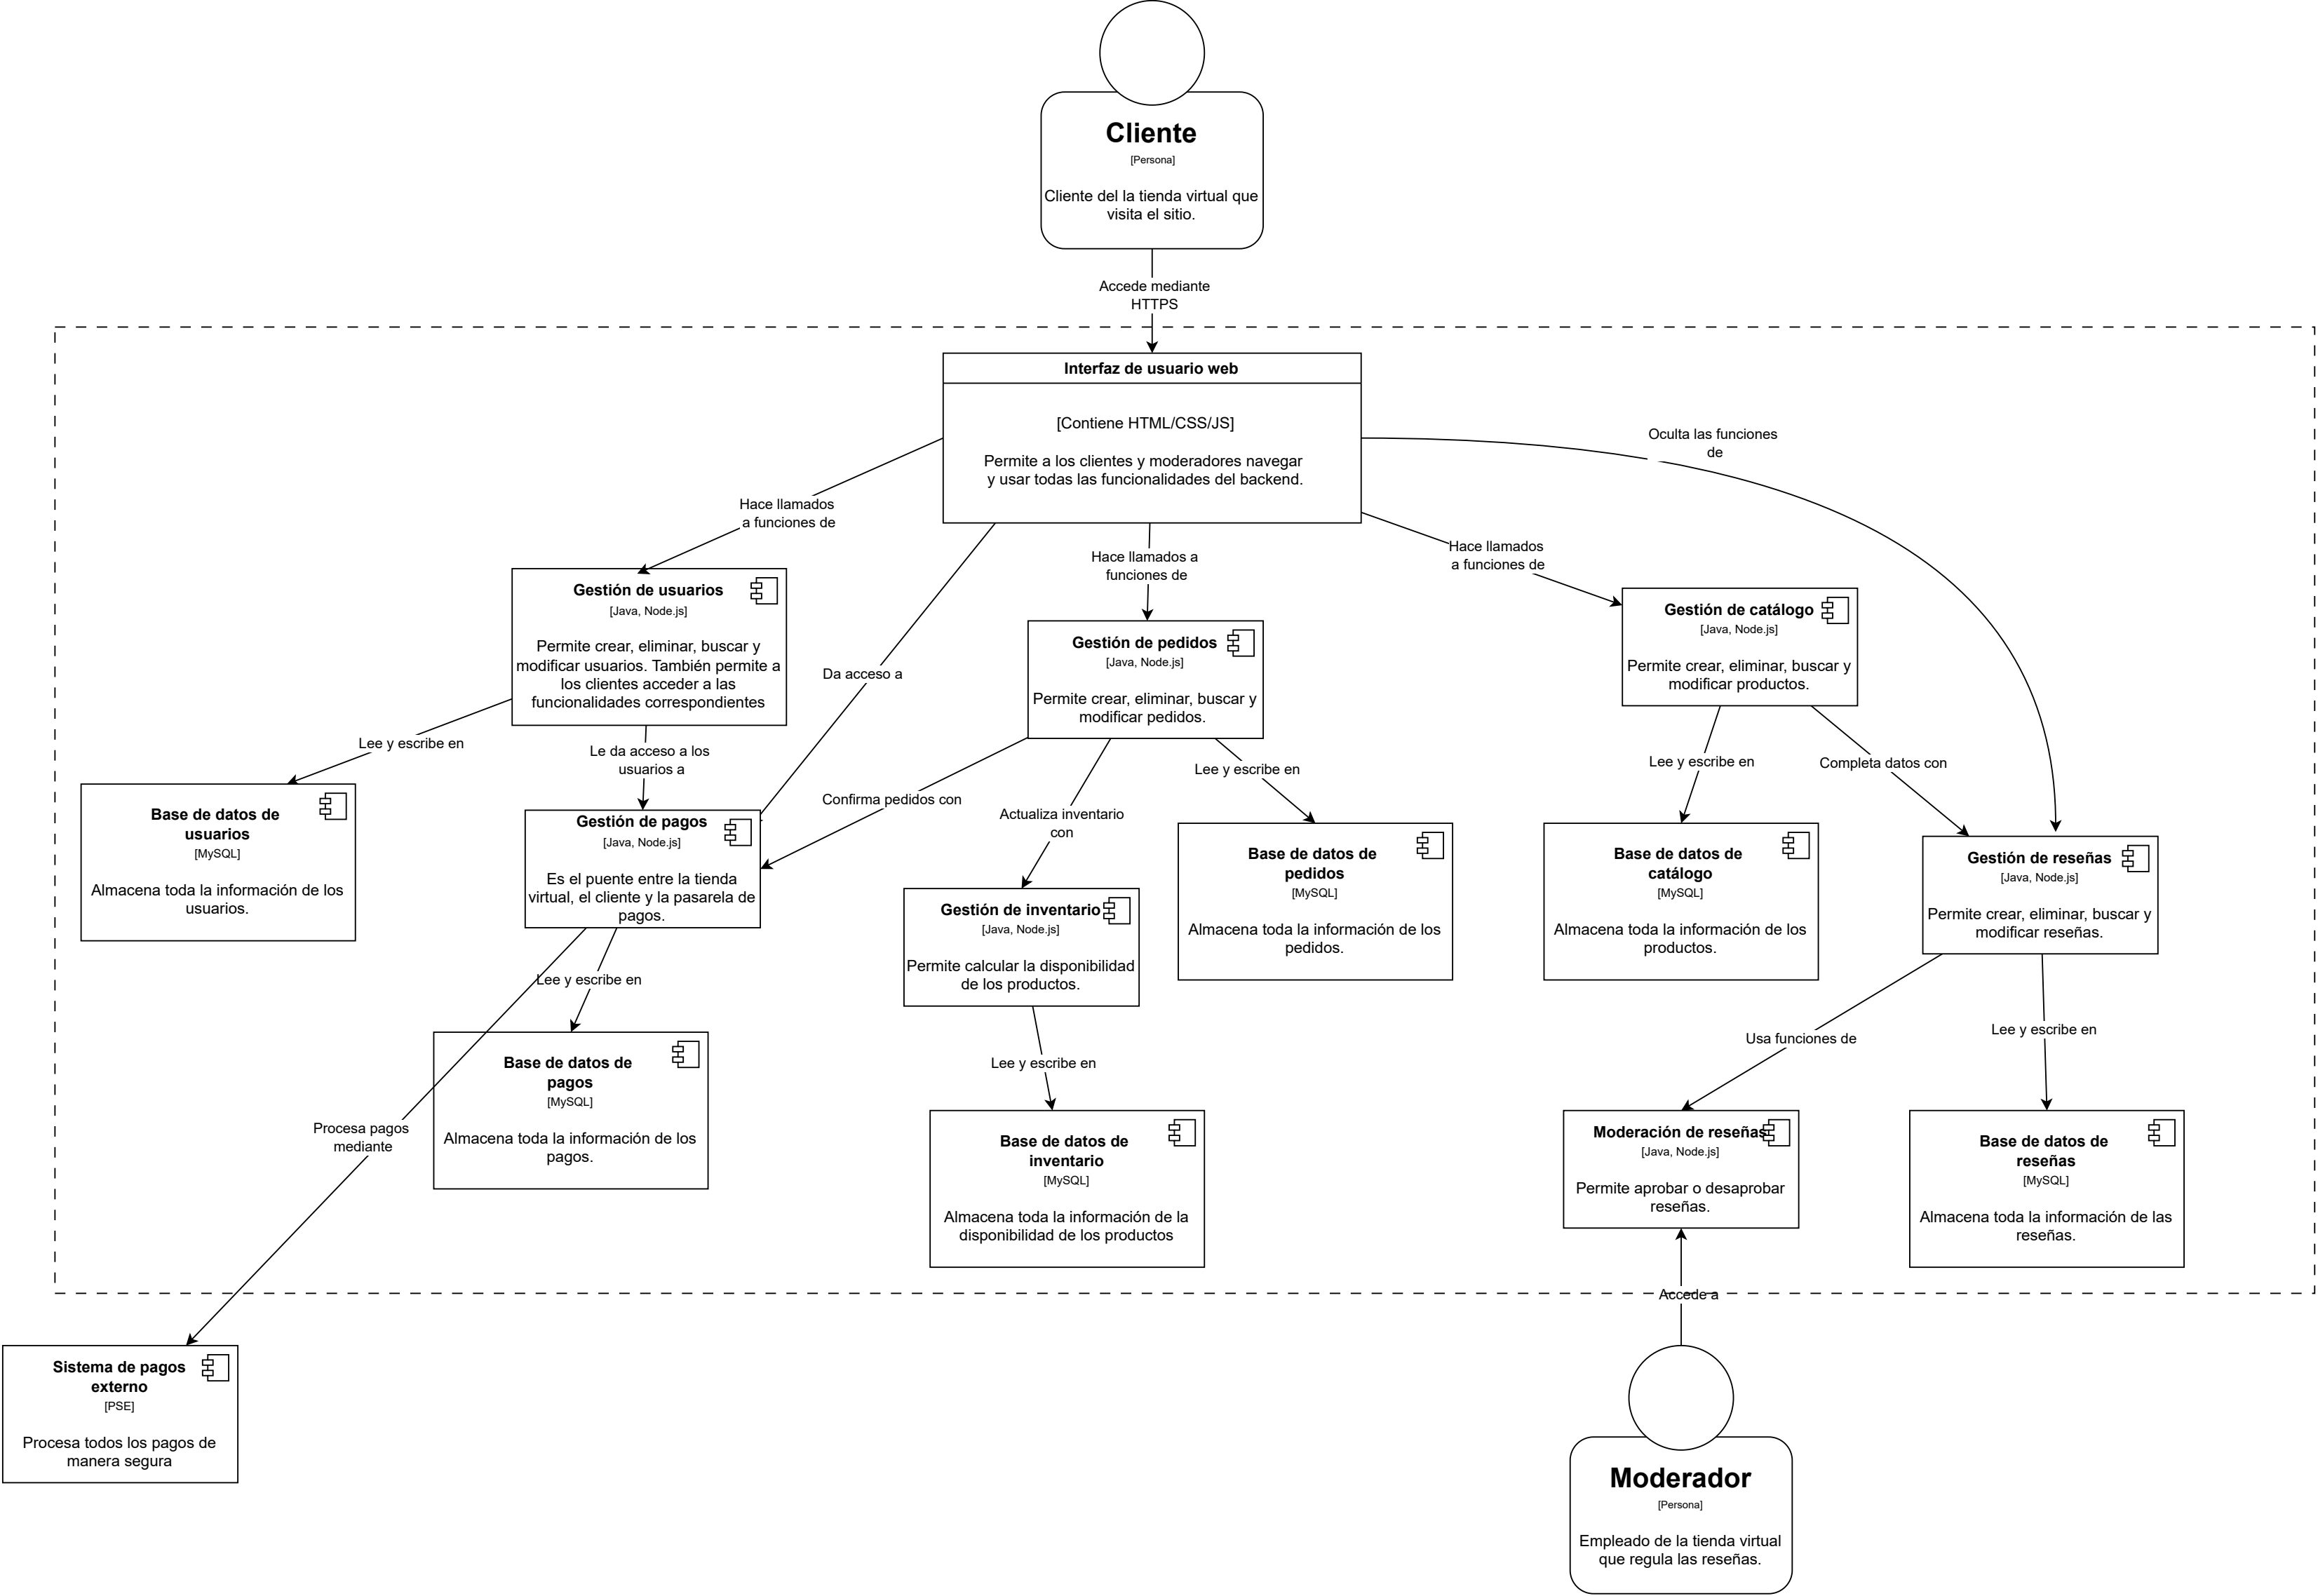 Cliente
[Persona]
Cliente del la tienda virtual que
visita el sitio.
Accede mediante
HTTPS
Interfaz de usuario web
[Contiene HTML/CSS/JS]
Permite a los clientes y moderadores navegar
y usar todas las funcionalidades del backend.
Oculta las funciones
de
Hace llamados
a funciones de
Hace llamados a
funciones de
Hace llamados
a funciones de
Gestión de usuarios
[Java, Node.js]
Permite crear, eliminar, buscar y
modificar usuarios. También permite a
los clientes acceder a las
funcionalidades correspondientes
Da acceso a
Gestión de pedidos
[Java, Node.js]
Permite crear, eliminar, buscar y
modificar pedidos.
Gestión de catálogo
[Java, Node.js]
Permite crear, eliminar, buscar y
modificar productos.
Lee y escribe en
Le da acceso a los
usuarios a
Confirma pedidos con
Actualiza inventario
con
Lee y escribe en
Lee y escribe en
Completa datos con
Base de datos de
usuarios
[MySQL]
Almacena toda la información de los
usuarios.
Gestión de pagos
[Java, Node.js]
Es el puente entre la tienda
virtual, el cliente y la pasarela de
pagos.
Gestión de inventario
[Java, Node.js]
Permite calcular la disponibilidad
de los productos.
Base de datos de
pedidos
[MySQL]
Almacena toda la información de los
pedidos.
Base de datos de
catálogo
[MySQL]
Almacena toda la información de los
productos.
Gestión de reseñas
[Java, Node.js]
Permite crear, eliminar, buscar y
modificar reseñas.
Lee y escribe en
Lee y escribe en
Usa funciones de
Lee y escribe en
Procesa pagos
mediante
Base de datos de
pagos
[MySQL]
Almacena toda la información de los
pagos.
Base de datos de
inventario
[MySQL]
Almacena toda la información de la
disponibilidad de los productos
Moderación de reseñas
[Java, Node.js]
Permite aprobar o desaprobar
reseñas.
Base de datos de
reseñas
[MySQL]
Almacena toda la información de las
reseñas.
Accede a
Sistema de pagos
externo
[PSE]
Procesa todos los pagos de
manera segura
Moderador
[Persona]
Empleado de la tienda virtual
que regula las reseñas.